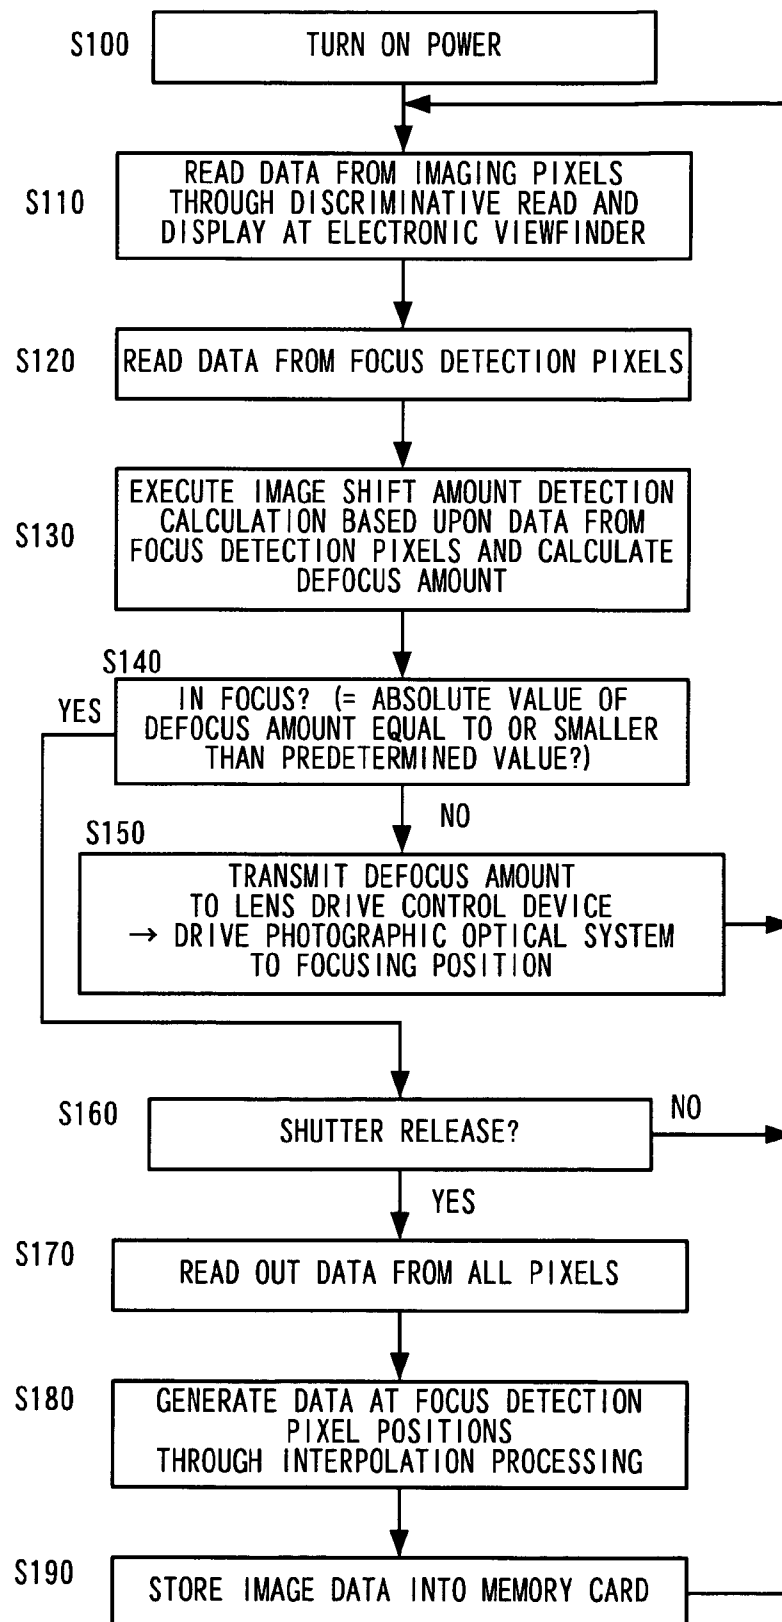 S100
TURN ON POWER
S110
READ DATA FROM IMAGING PIXELS
THROUGH DISCRIMINATIVE READ AND
DISPLAY AT ELECTRONIC VIEWFINDER
S120
READ DATA FROM FOCUS DETECTION PIXELS
S130
EXECUTE IMAGE SHIFT AMOUNT DETECTION
CALCULATION BASED UPON DATA FROM
FOCUS DETECTION PIXELS AND CALCULATE
DEFOCUS AMOUNT
S140
YES
IN FOCUS? (= ABSOLUTE VALUE OF
DEFOCUS AMOUNT EQUAL TO OR SMALLER
THAN PREDETERMINED VALUE?)
NO
S150
TRANSMIT DEFOCUS AMOUNT
TO LENS DRIVE CONTROL DEVICE
→ DRIVE PHOTOGRAPHIC OPTICAL SYSTEM
TO FOCUSING POSITION
S160
SHUTTER RELEASE?
NO
YES
S170
READ OUT DATA FROM ALL PIXELS
S180
GENERATE DATA AT FOCUS DETECTION
PIXEL POSITIONS
THROUGH INTERPOLATION PROCESSING
S190
STORE IMAGE DATA INTO MEMORY CARD